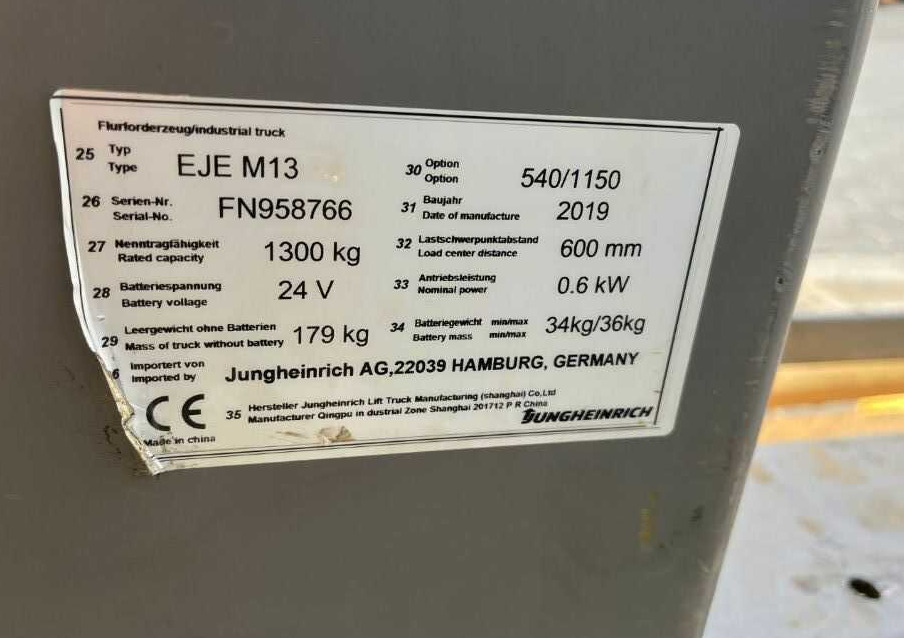 Flurforderzeug/industrial truck
25 Typ Type EJE M13
30 Option Option 540/1150
26 Serien-Nr. Serial-No. FN958766
31 Baujahr Date of manufacture 2019
27 Nenntragfähigkeit Rated capacity 1300 kg
32 Lastschwerpunktabstand Load center distance 600 mm
28 Batteriespannung Battery vollage 24 V
33 Antriebsleistung Nominal power 0.6 kW
29 Leergewicht ohne Batterien Mass of truck without battery 179 kg
34 Batteriegewicht min/max Battery mass min/max 34kg/36kg
6 Importert von Imported by Jungheinrich AG,22039 HAMBURG, GERMANY
CE
35 Hersteller Jungheinrich Lift Truck Manufacturing (shanghai) Co,Ltd
Manufacturer Qingpu in dustrial Zone Shanghai 201712 P R China
JUNGHEINRICH
Made in china